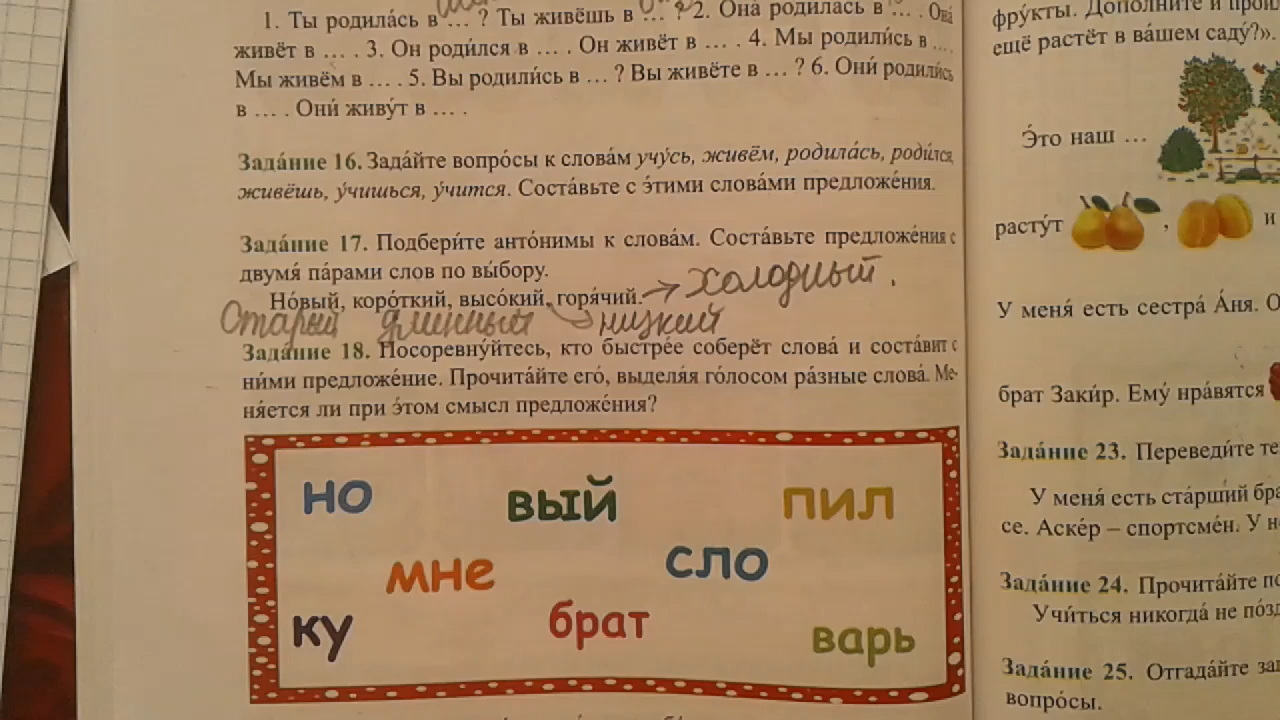 1. Ты родила́сь в ... ? Ты живёшь в ... ? 2. Она́ родила́сь в ... . Она́
живёт в ... . 3. Он роди́лся в ... . Он живёт в ... . 4. Мы родили́сь в ...
Мы живём в ... . 5. Вы родили́сь в ... ? Вы живёте в ... ? 6. Они́ родили́сь
в ... . Они́ живу́т в ... .
Зада́ние 16. Зада́йте вопро́сы к слова́м учу́сь, живём, родила́сь, роди́лся,
живёшь, у́чишься, у́чится. Соста́вьте с э́тими слова́ми предложе́ния.
Зада́ние 17. Подбери́те анто́нимы к слова́м. Соста́вьте предложе́ния с
двумя́ па́рами слов по вы́бору.
Но́вый, коро́ткий, высо́кий, горя́чий. → Холодный.
Старый длинный низкий
Зада́ние 18. Посоревну́йтесь, кто быстре́е соберёт слова́ и соста́вит с
ни́ми предложе́ние. Прочита́йте его́, выделя́я го́лосом ра́зные слова́. Ме-
ня́ется ли при э́том смысл предложе́ния?
но вый пил
мне сло
ку брат варь
фру́кты. Допо́лните и
ещё растёт в ва́шем саду́?».
Э́то наш ...
расту́т , и
У меня́ есть сестра́ А́ня.
брат Заки́р. Ему́ нра́вятся
Зада́ние 23. Переведи́те
У меня́ есть ста́рший
се. Аске́р – спортсме́н. У
Зада́ние 24. Прочита́йте
Учи́ться никогда́ не
Зада́ние 25. Отгада́йте
вопро́сы.